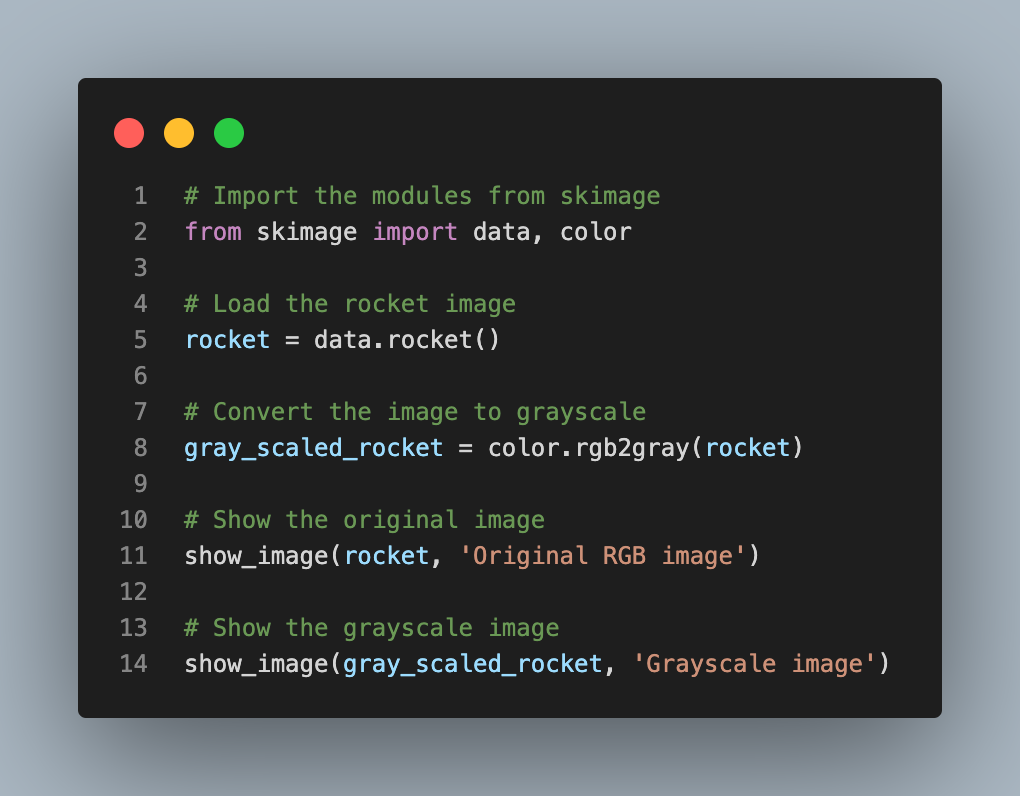 1 # Import the modules from skimage
2 from skimage import data, color
3
4 # Load the rocket image
5 rocket = data.rocket()
6
7 # Convert the image to grayscale
8 gray_scaled_rocket = color.rgb2gray(rocket)
9
10 # Show the original image
11 show_image(rocket, 'Original RGB image')
12
13 # Show the grayscale image
14 show_image(gray_scaled_rocket, 'Grayscale image')